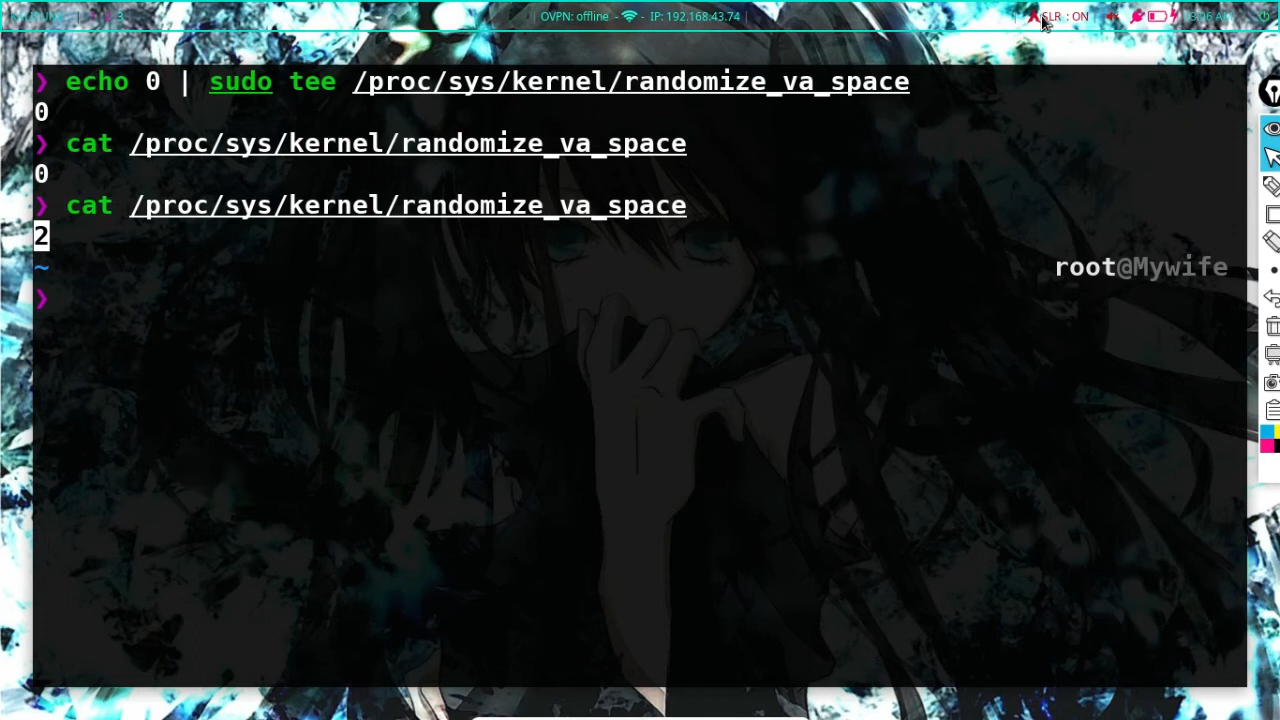 OVPN: offline - - IP: 192.168.43.74
SLR : ON
❯ echo 0 | sudo tee /proc/sys/kernel/randomize_va_space
0
❯ cat /proc/sys/kernel/randomize_va_space
0
❯ cat /proc/sys/kernel/randomize_va_space
2
~ root@Mywife
❯